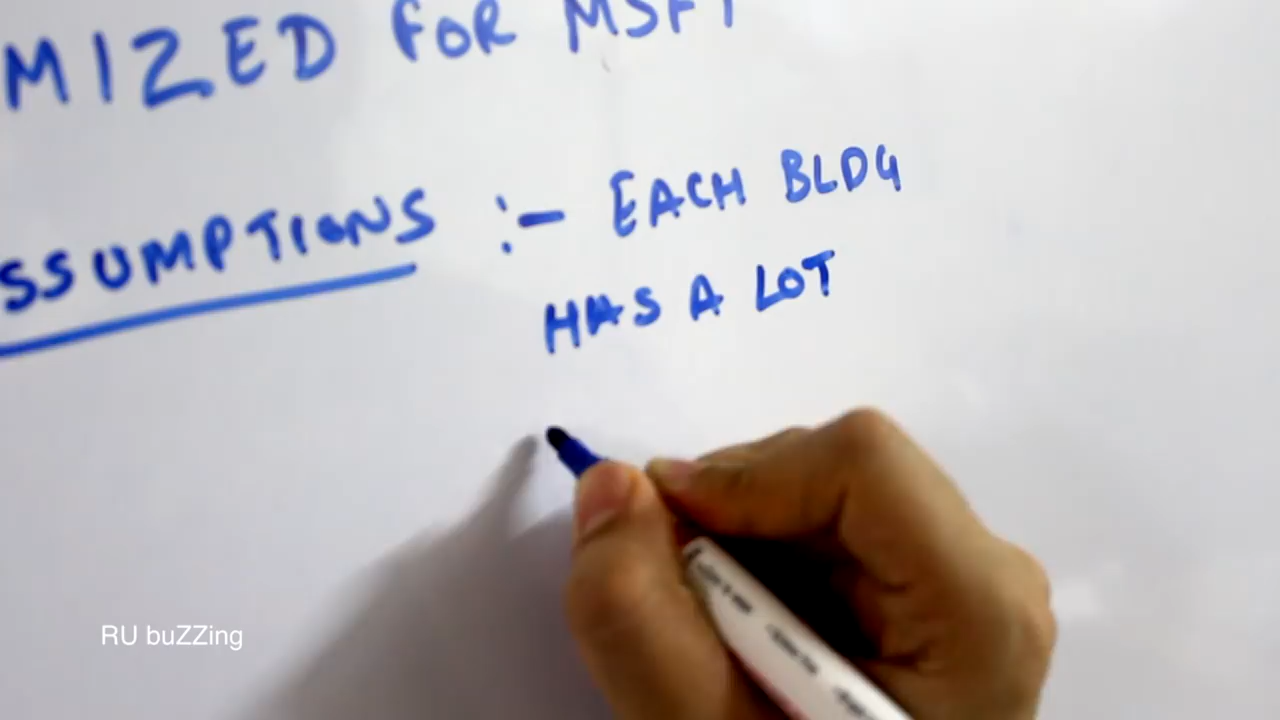 MIZED FOR MSFT
SSUMPTIONS :- EACH BLDG
HAS A LOT
RU buZZing